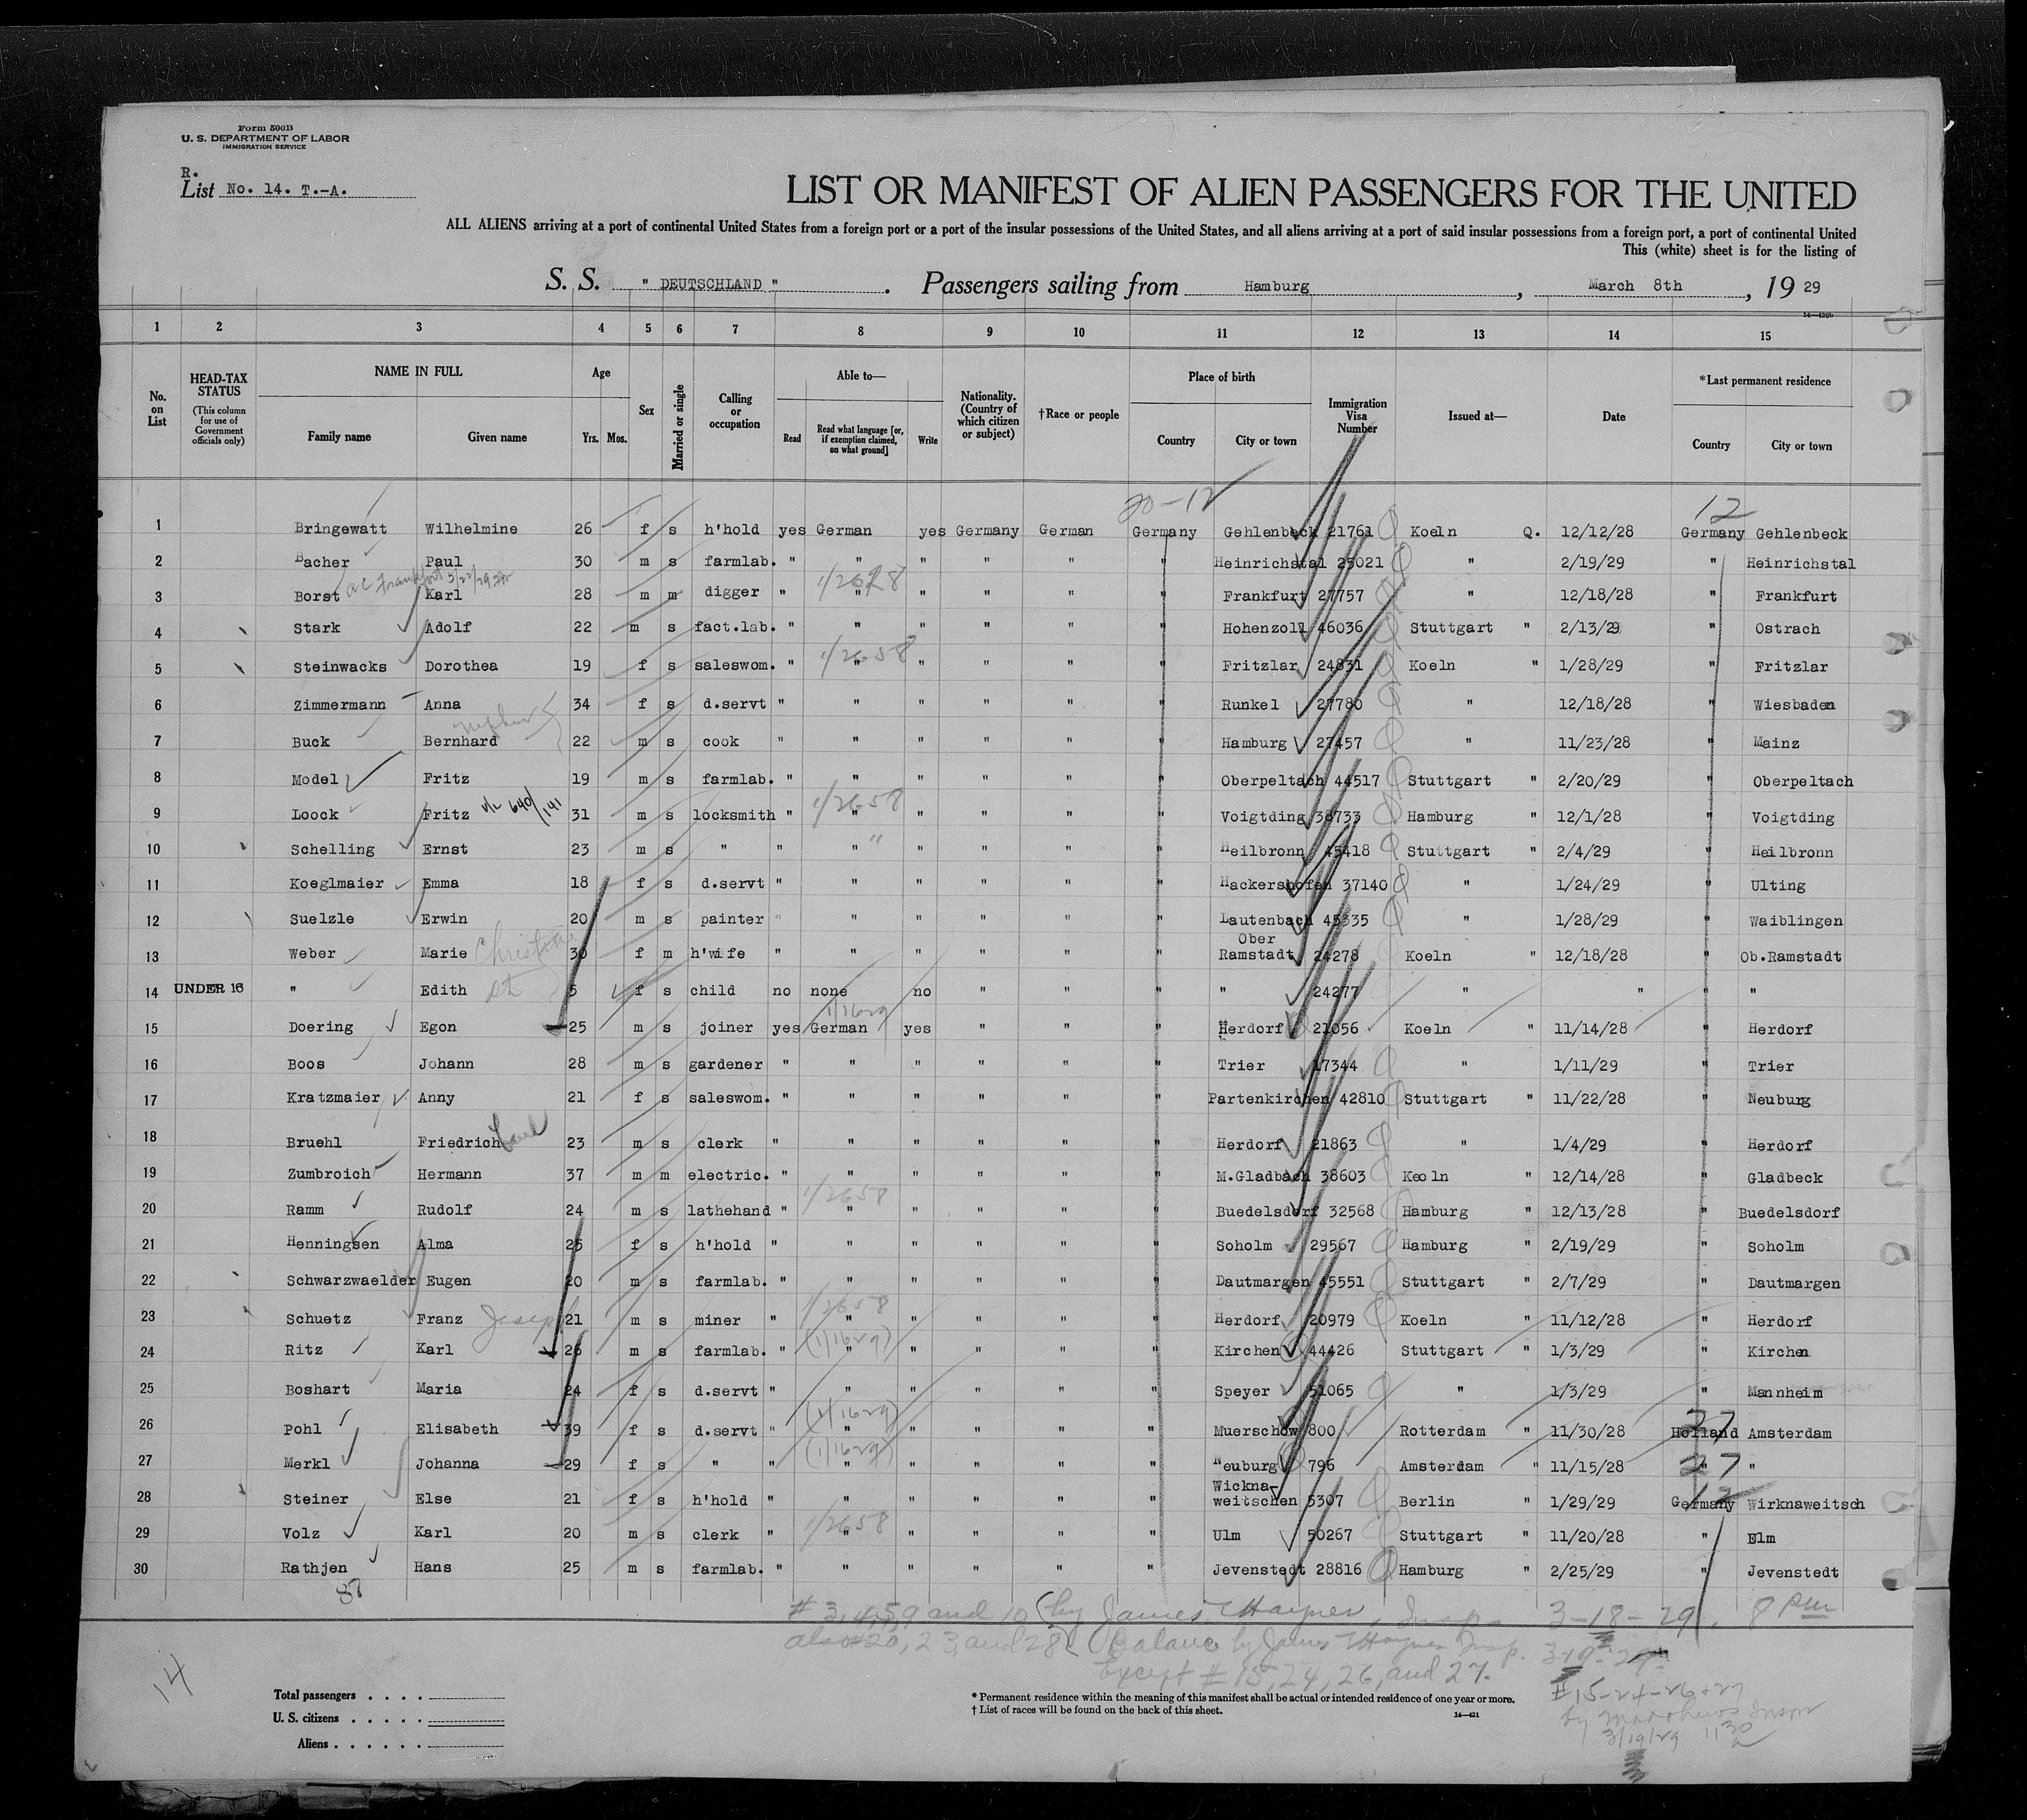 Form 500B
U. S. DEPARTMENT OF LABOR
IMMIGRATION SERVICE
R.
List No. 14. T.-A.
LIST OR MANIFEST OF ALIEN PASSENGERS FOR THE UNITED
ALL ALIENS arriving at a port of continental United States from a foreign port or a port of the insular possessions of the United States, and all aliens arriving at a port of said insular possessions from a foreign port, a port of continental United
This (white) sheet is for the listing of
S. S. " DEUTSCHLAND " . Passengers sailing from Hamburg , March 8th , 19 29
1 2 3 4 5 6 7 8 9 10 11 12 13 14 15
No. on List HEAD-TAX STATUS (This column for use of Government officials only) NAME IN FULL Family name Given name Age Yrs. Mos. Sex Married or single Calling or occupation Able to— Read Read what language [or, if exemption claimed, on what ground] Write Nationality. (Country of which citizen or subject) †Race or people Place of birth Country City or town Immigration Visa Number Issued at— Date *Last permanent residence Country City or town
20-12 12
1 Bringewatt Wilhelmine 26 f s h'hold yes German yes Germany German Germany Gehlenbeck 21761 Koeln Q. 12/12/28 Germany Gehlenbeck
2 Bacher Paul 30 m s farmlab. " " " " " " Heinrichstal 25021 " 2/19/29 " Heinrichstal
3 Borst Karl 28 m m digger " " " " " " Frankfurt 27757 " 12/18/28 " Frankfurt
4 Stark Adolf 22 m s fact.lab. " " " " " " Hohenzoll 46036 Stuttgart " 2/13/29 " Ostrach
5 Steinwacks Dorothea 19 f s saleswom. " " " " " " Fritzlar 24831 Koeln " 1/28/29 " Fritzlar
6 Zimmermann Anna 34 f s d.servt " " " " " " Runkel 27780 " 12/18/28 " Wiesbaden
7 Buck Bernhard 22 m s cook " " " " " " Hamburg 27457 " 11/23/28 " Mainz
8 Model Fritz 19 m s farmlab. " " " " " " Oberpeltach 44517 Stuttgart " 2/20/29 " Oberpeltach
9 Loock Fritz 31 m s locksmith " " " " " " Voigtding 38733 Hamburg " 12/1/28 " Voigtding
10 Schelling Ernst 23 m s " " " " " " " Heilbronn 45418 Stuttgart " 2/4/29 " Heilbronn
11 Koeglmaier Emma 18 f s d.servt " " " " " " Hackershofen 37140 " 1/24/29 " Ulting
12 Suelzle Erwin 20 m s painter " " " " " " Lautenbach 45335 " 1/28/29 " Waiblingen
13 Weber Marie Christine 30 f m h'wife " " " " " " Ober Ramstadt 24278 Koeln " 12/18/28 " Ob.Ramstadt
14 UNDER 16 " Edith 5 f s child no none no " " " " 24277 " " " "
15 Doering Egon 25 m s joiner yes German yes " " " Herdorf 21056 Koeln " 11/14/28 " Herdorf
16 Boos Johann 28 m s gardener " " " " " " Trier 17344 " 1/11/29 " Trier
17 Kratzmaier Anny 21 f s saleswom. " " " " " " Partenkirchen 42810 Stuttgart " 11/22/28 " Neuburg
18 Bruehl Friedrich 23 m s clerk " " " " " " Herdorf 21863 " 1/4/29 " Herdorf
19 Zumbroich Hermann 37 m m electric. " " " " " " M.Gladbach 38603 Keoln " 12/14/28 " Gladbeck
20 Ramm Rudolf 24 m s lathehand " " " " " " Buedelsdorf 32568 Hamburg " 12/13/28 " Buedelsdorf
21 Henningsen Alma 25 f s h'hold " " " " " " Soholm 29567 Hamburg " 2/19/29 " Soholm
22 Schwarzwaelder Eugen 20 m s farmlab. " " " " " " Dautmargen 45551 Stuttgart " 2/7/29 " Dautmargen
23 Schuetz Franz Josep 21 m s miner " " " " " " Herdorf 20979 Koeln " 11/12/28 " Herdorf
24 Ritz Karl 26 m s farmlab. " " " " " " Kirchen 44426 Stuttgart " 1/3/29 " Kirchen
25 Boshart Maria 24 f s d.servt " " " " " " Speyer 51065 " 1/3/29 " Mannheim
26 Pohl Elisabeth 39 f s d.servt " " " " " " Muerschow 800 Rotterdam " 11/30/28 Holland Amsterdam
27 Merkl Johanna 29 f s " " " " " " " Neuburg 796 Amsterdam " 11/15/28 " "
28 Steiner Else 21 f s h'hold " " " " " " Wickna-weitschen 5307 Berlin " 1/29/29 Germany Wirknaweitsch
29 Volz Karl 20 m s clerk " " " " " " Ulm 50267 Stuttgart " 11/20/28 " Elm
30 Rathjen Hans 25 m s farmlab. " " " " " " Jevenstedt 28816 Hamburg " 2/25/29 " Jevenstedt
# 3, 4, 5, 9 and 10 (by James Insp. 3-18-29. 8 pm
also #20, 23, and 28) (Balance by James Insp. 3-19-29
Except # 15, 24, 26, and 27.
#15-24-26+27
by Insp
3/19/29 11 30
14
Total passengers . . . .
U. S. citizens . . . . .
Aliens . . . . . .
* Permanent residence within the meaning of this manifest shall be actual or intended residence of one year or more.
† List of races will be found on the back of this sheet.
14—421